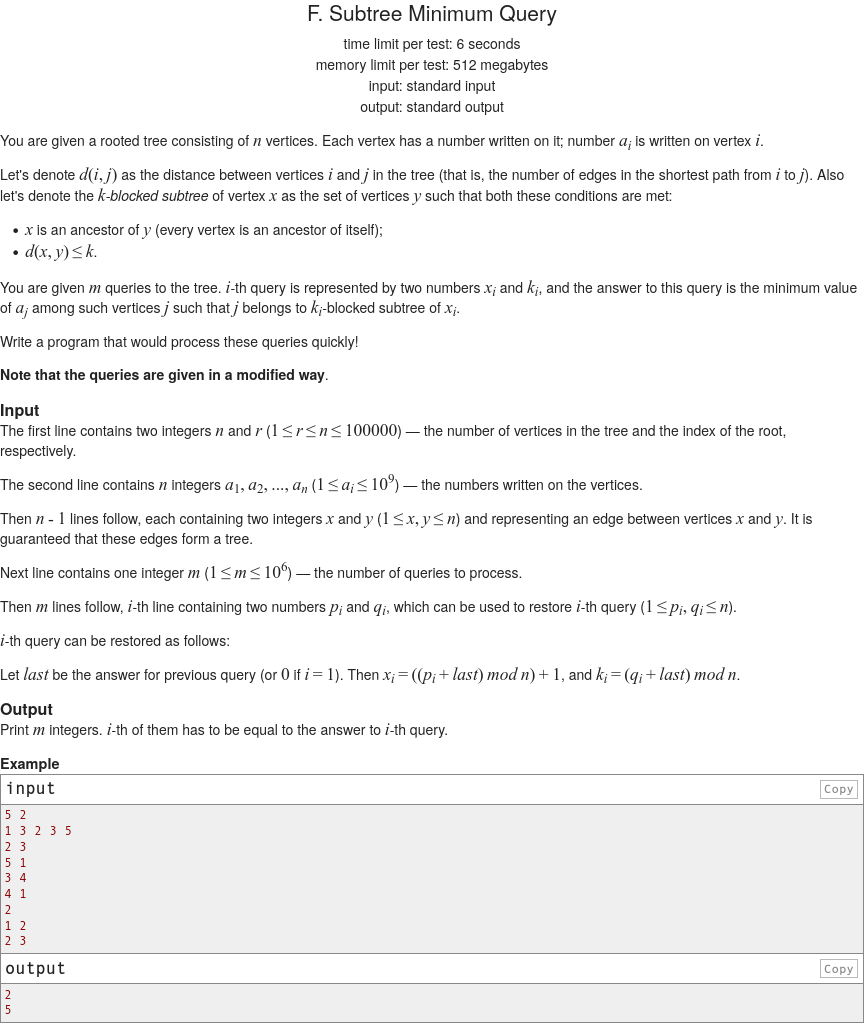 F. Subtree Minimum Query
time limit per test: 6 seconds
memory limit per test: 512 megabytes
input: standard input
output: standard output
You are given a rooted tree consisting of n vertices. Each vertex has a number written on it; number a_i is written on vertex i.
Let's denote d(i, j) as the distance between vertices i and j in the tree (that is, the number of edges in the shortest path from i to j). Also
let's denote the k-blocked subtree of vertex x as the set of vertices y such that both these conditions are met:
• x is an ancestor of y (every vertex is an ancestor of itself);
• d(x, y) ≤ k.
You are given m queries to the tree. i-th query is represented by two numbers x_i and k_i, and the answer to this query is the minimum value
of a_j among such vertices j such that j belongs to k_i-blocked subtree of x_i.
Write a program that would process these queries quickly!
Note that the queries are given in a modified way.
Input
The first line contains two integers n and r (1 ≤ r ≤ n ≤ 100000) — the number of vertices in the tree and the index of the root,
respectively.
The second line contains n integers a_1, a_2, ..., a_n (1 ≤ a_i ≤ 10^9) — the numbers written on the vertices.
Then n - 1 lines follow, each containing two integers x and y (1 ≤ x, y ≤ n) and representing an edge between vertices x and y. It is
guaranteed that these edges form a tree.
Next line contains one integer m (1 ≤ m ≤ 10^6) — the number of queries to process.
Then m lines follow, i-th line containing two numbers p_i and q_i, which can be used to restore i-th query (1 ≤ p_i, q_i ≤ n).
i-th query can be restored as follows:
Let last be the answer for previous query (or 0 if i = 1). Then x_i = ((p_i + last) mod n) + 1, and k_i = (q_i + last) mod n.
Output
Print m integers. i-th of them has to be equal to the answer to i-th query.
Example
input Copy
5 2
1 3 2 3 5
2 3
5 1
3 4
4 1
2
1 2
2 3
output Copy
2
5